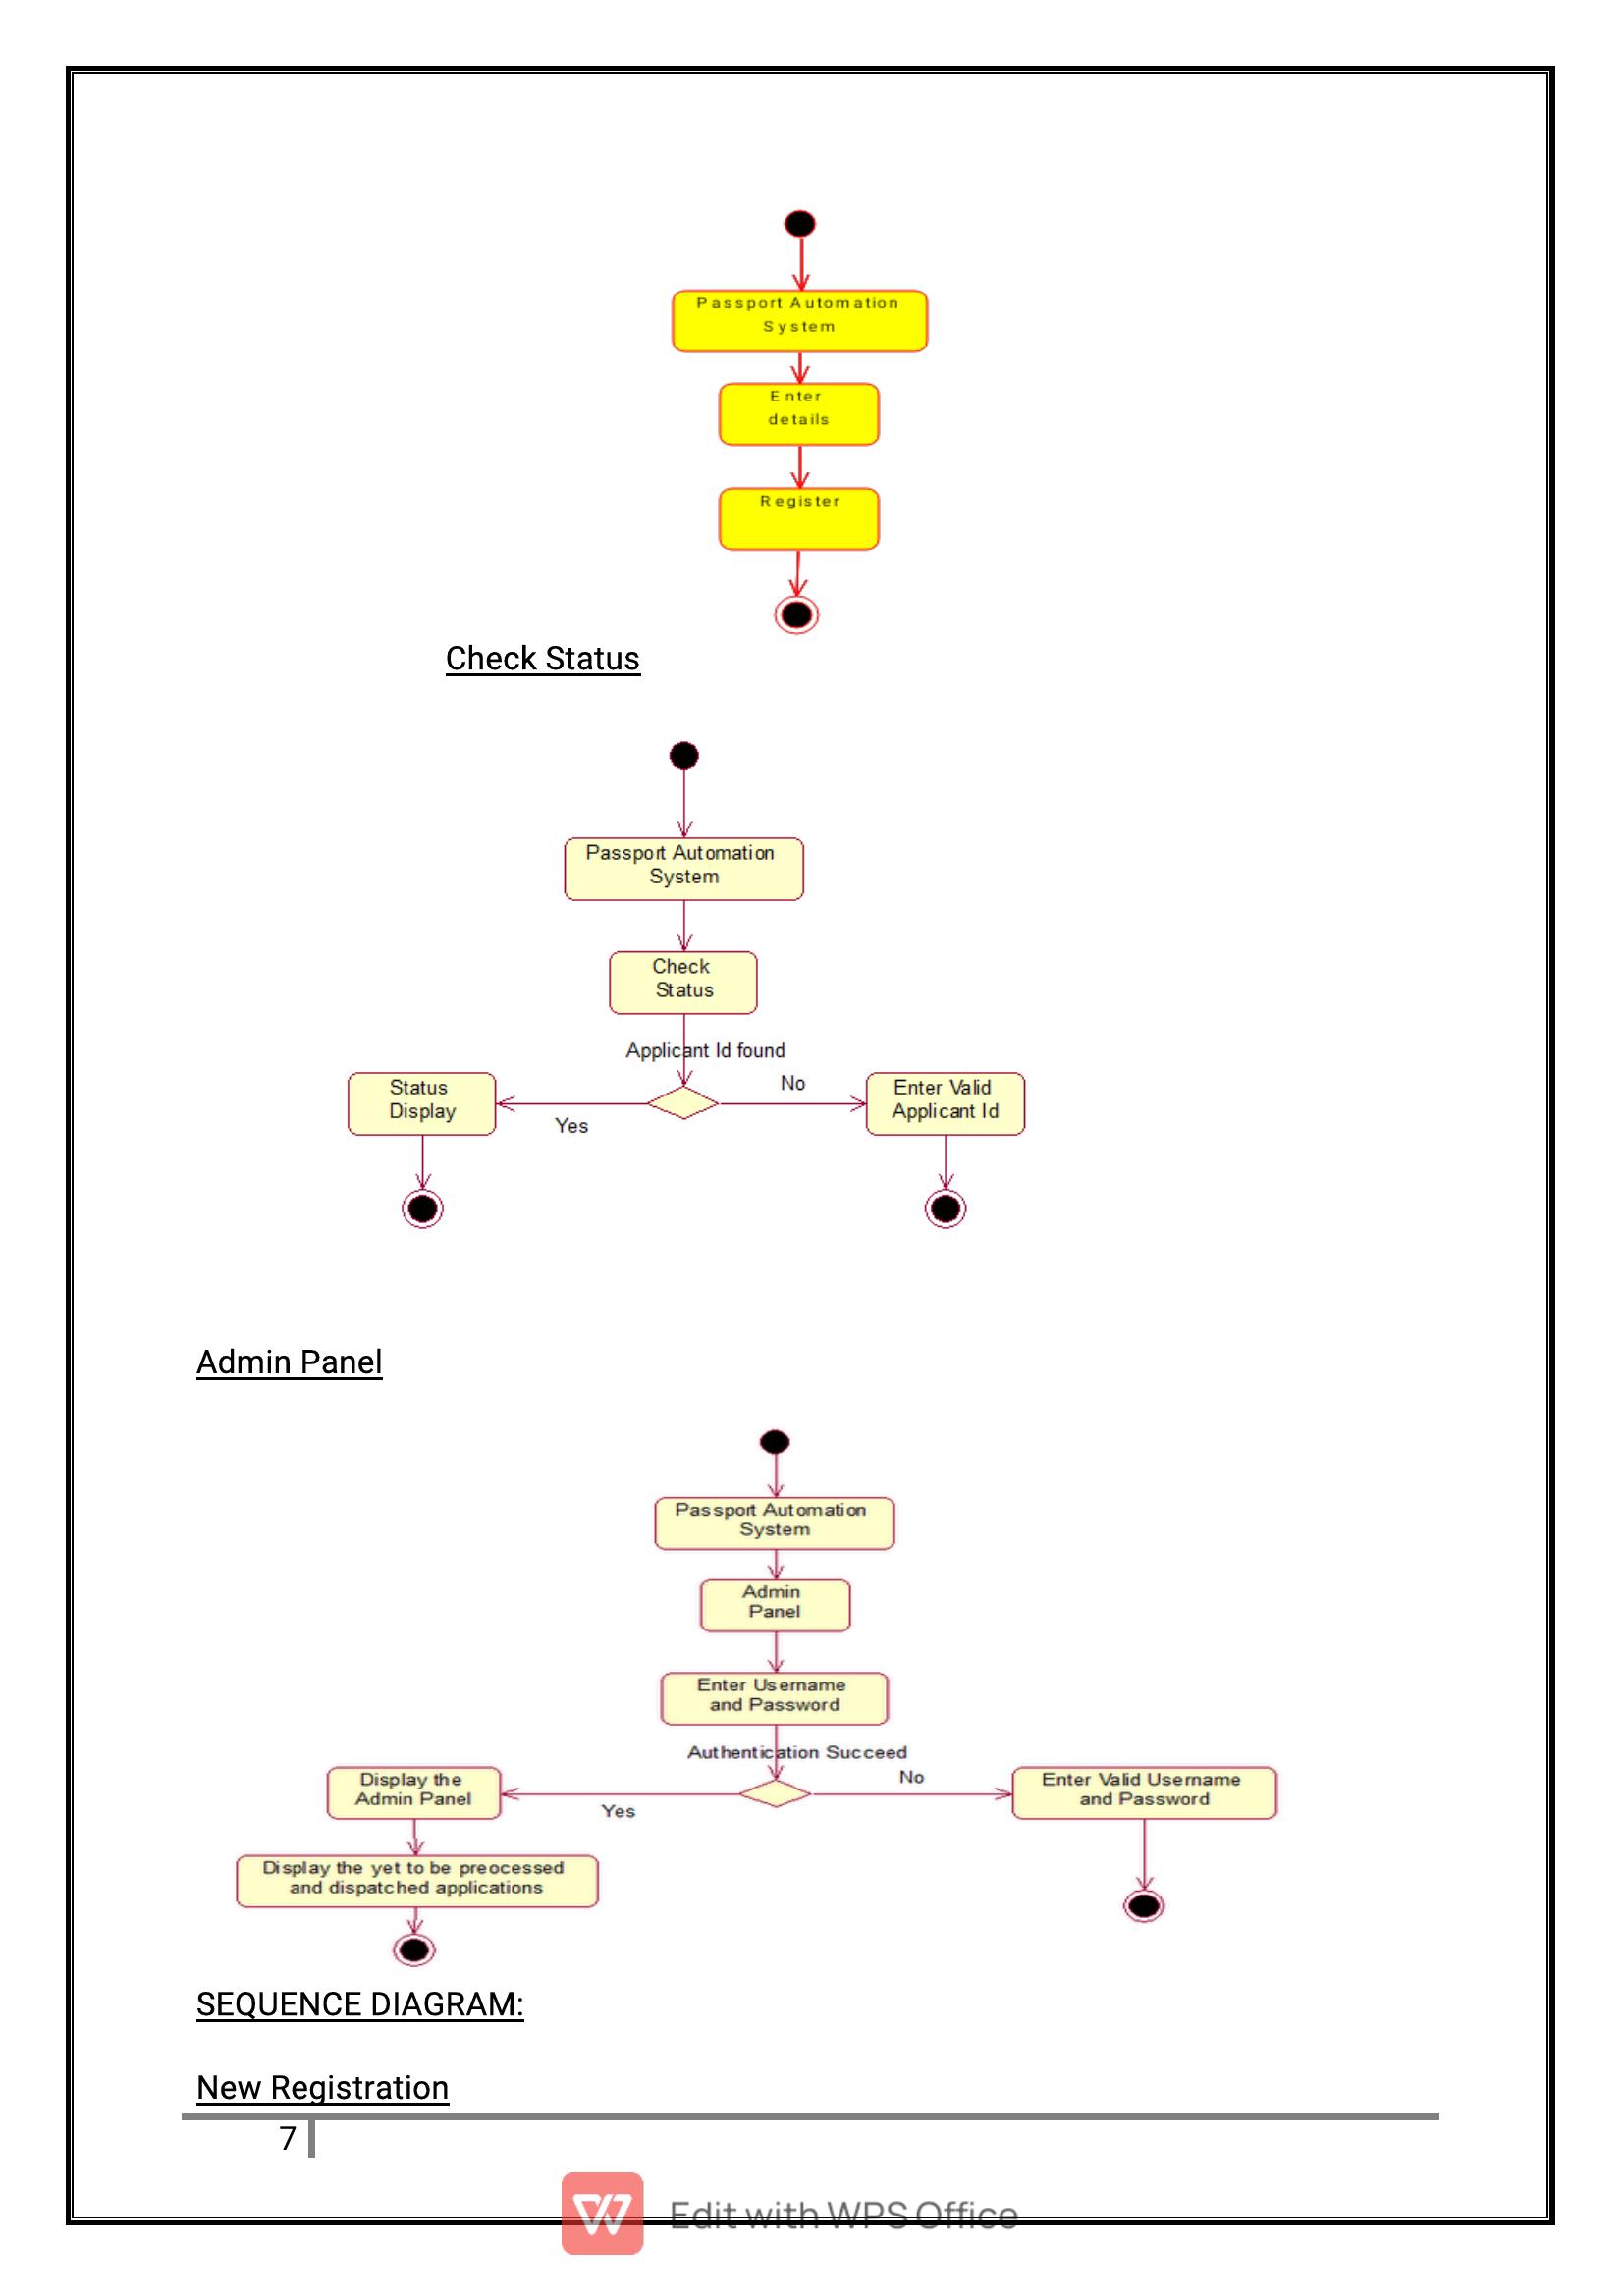 Passport Automation
System
Enter
details
Register
Check Status
Passport Automation
System
Check
Status
Applicant Id found
No
Status
Display
Enter Valid
Applicant Id
Yes
Admin Panel
Passport Automation
System
Admin
Panel
Enter Username
and Password
Authentication Succeed
No
Display the
Admin Panel
Enter Valid Username
and Password
Yes
Display the yet to be preocessed
and dispatched applications
SEQUENCE DIAGRAM:
New Registration
7
Edit with WPS Office